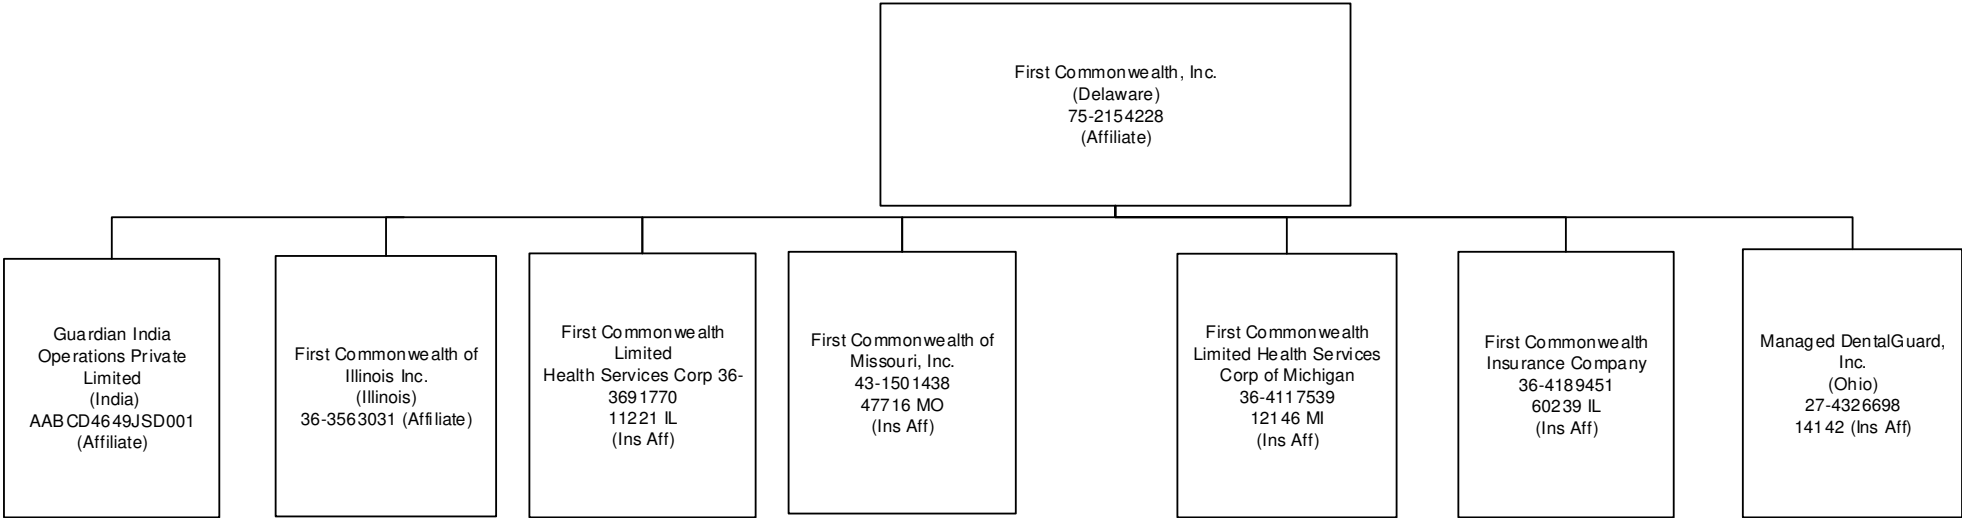 First Commonwealth, Inc.
(Delaware)
75-2154228
(Affiliate)
Guardian India
Operations Private
Limited
(India)
AABCD4649JSD001
(Affiliate)
First Commonwealth of
Illinois Inc.
(Illinois)
36-3563031 (Affiliate)
First Commonwealth
Limited
Health Services Corp 36-
3691770
11221 IL
(Ins Aff)
First Commonwealth of
Missouri, Inc.
43-1501438
47716 MO
(Ins Aff)
First Commonwealth
Limited Health Services
Corp of Michigan
36-4117539
12146 MI
(Ins Aff)
First Commonwealth
Insurance Company
36-4189451
60239 IL
(Ins Aff)
Managed DentalGuard,
Inc.
(Ohio)
27-4326698
14142 (Ins Aff)